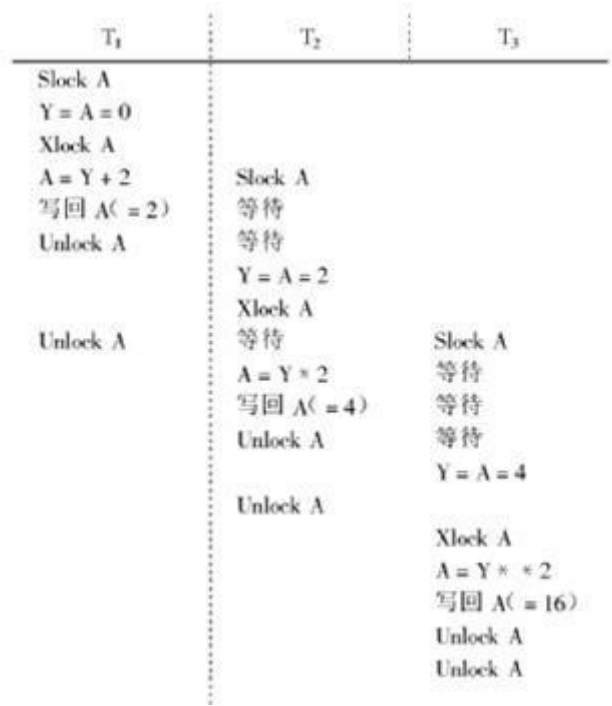 T₁ T₂ T₃
Slock A
Y = A = 0
Xlock A
A = Y + 2 Slock A
写回 A( = 2) 等待
Unlock A 等待
Y = A = 2
Xlock A
Unlock A 等待 Slock A
A = Y * 2 等待
写回 A( = 4) 等待
Unlock A 等待
Y = A = 4
Unlock A
Xlock A
A = Y * * 2
写回 A( = 16)
Unlock A
Unlock A